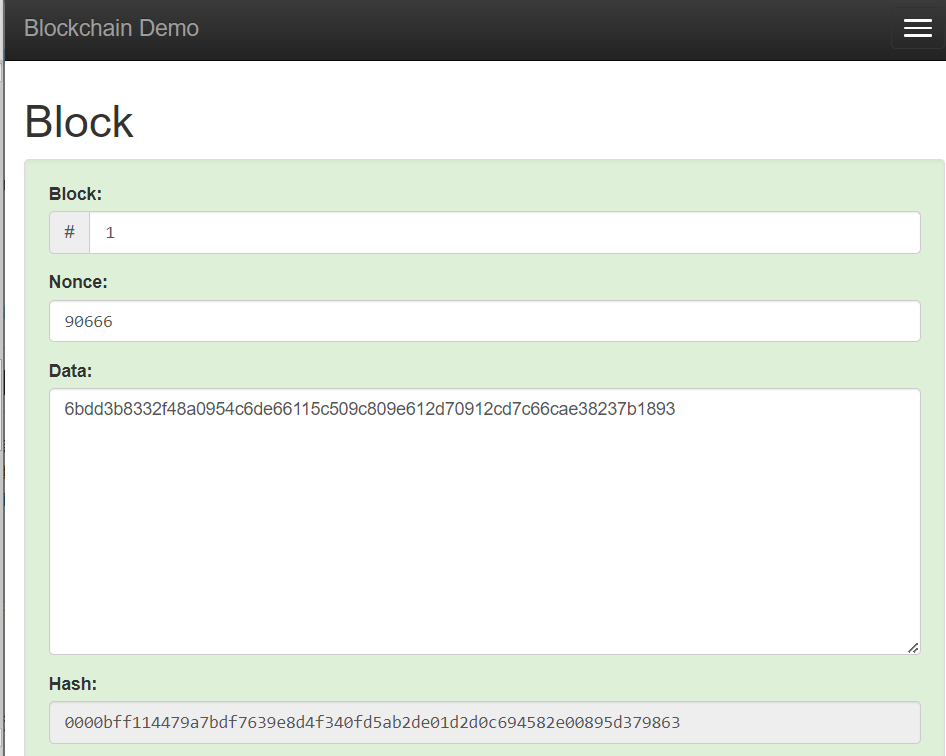 Blockchain Demo
Block
Block:
# 1
Nonce:
90666
Data:
6bdd3b8332f48a0954c6de66115c509c809e612d70912cd7c66cae38237b1893
Hash:
0000bff114479a7bdf7639e8d4f340fd5ab2de01d2d0c694582e00895d379863